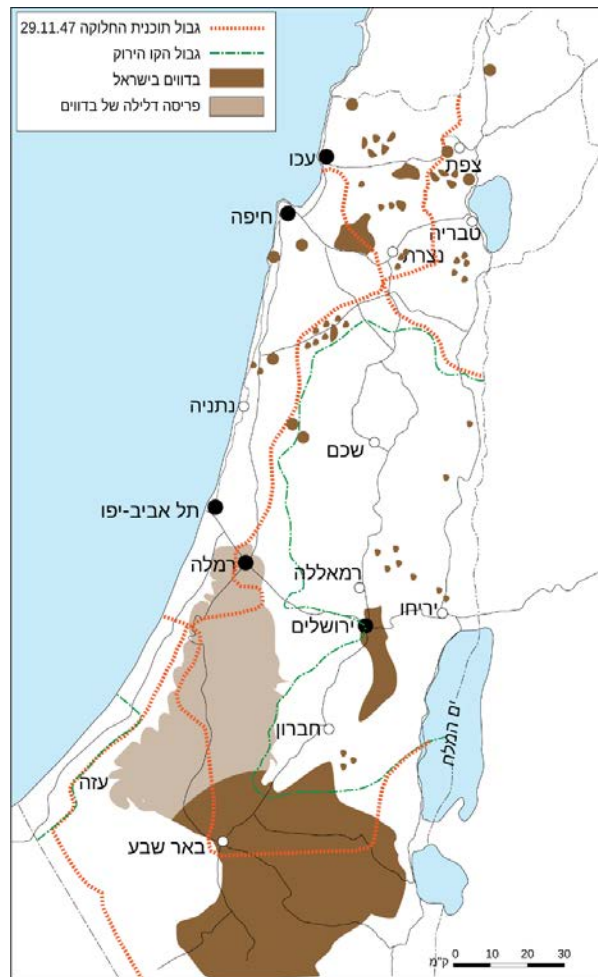 גבול תוכנית החלוקה 29.11.47
גבול הקו הירוק
בדווים בישראל
פריסה דלילה של בדווים
עכו
צפת
חיפה
טבריה
נצרת
נתניה
שכם
תל אביב-יפו
רמלה
רמאללה
יריחו
ירושלים
חברון
ים המלח
עזה
באר שבע
ק"מ 0 10 20 30